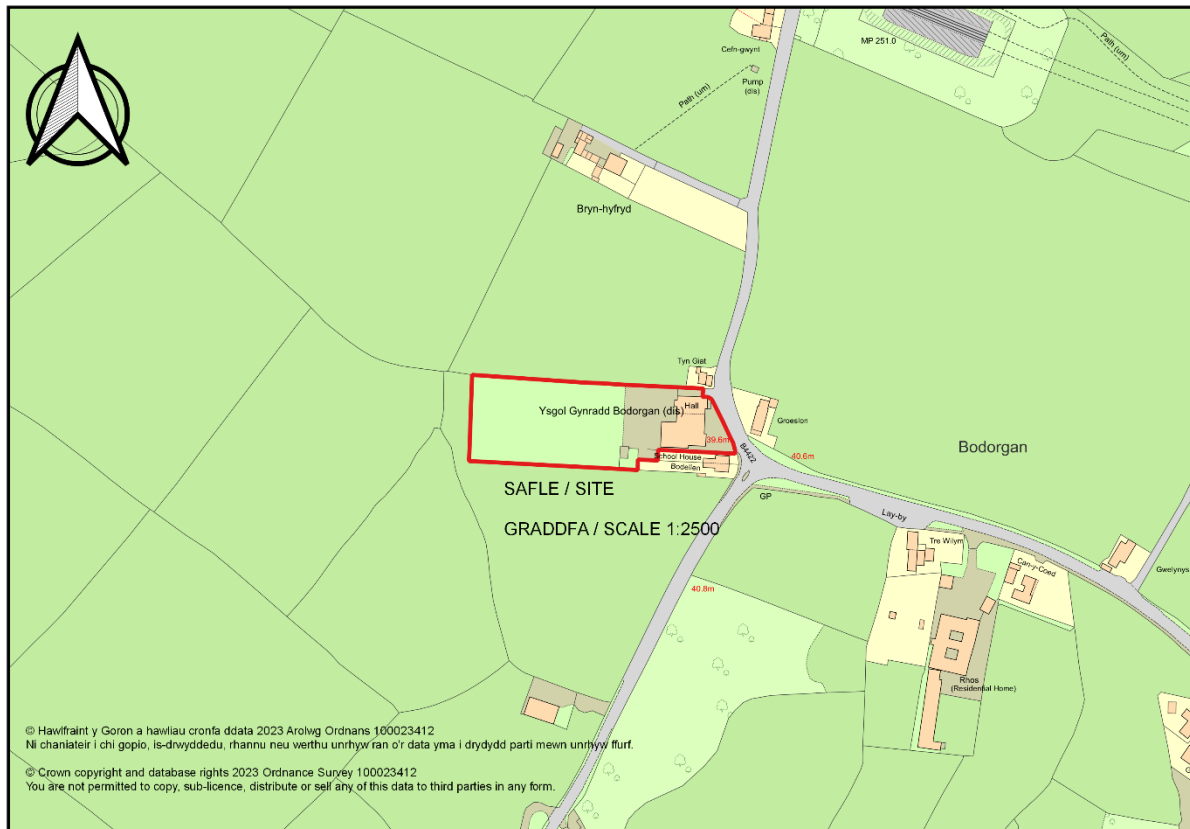 Cefn-gwynt
MP 251.0
Path (um)
Pump
(dis)
Path (um)
Bryn-hyfryd
Tyn Giat
Hall
Ysgol Gynradd Bodorgan (dis)
Groeslon
39.6m
B4422
School House
Bodeilen
40.6m
Bodorgan
SAFLE / SITE
GP
Lay-by
GRADDFA / SCALE 1:2500
Tre Wilym
Can-y-Coed
Gwelynys
40.8m
Rhos
(Residential Home)
© Hawlfraint y Goron a hawliau cronfa ddata 2023 Arolwg Ordnans 100023412
Ni chaniateir i chi gopio, is-drwyddedu, rhannu neu werthu unrhyw ran o'r data yma i drydydd parti mewn unrhyw ffurf.
© Crown copyright and database rights 2023 Ordnance Survey 100023412
You are not permitted to copy, sub-licence, distribute or sell any of this data to third parties in any form.